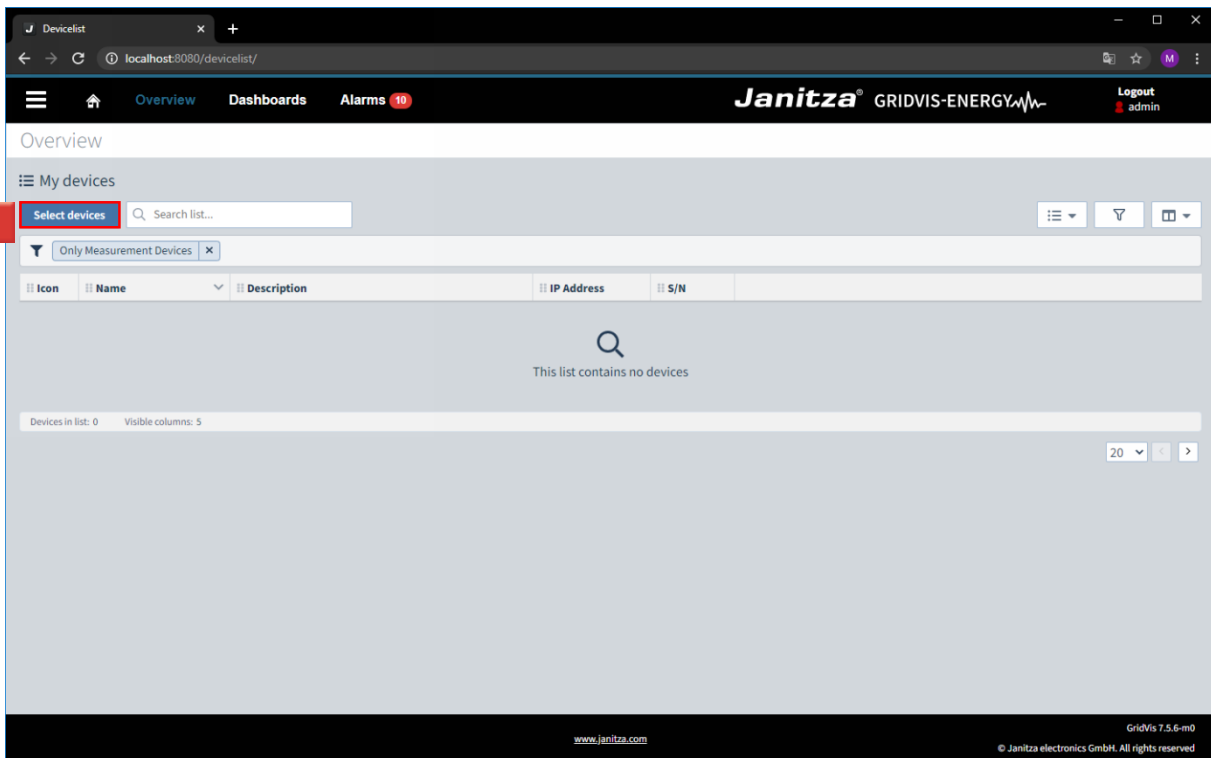 Devicelist
localhost:8080/devicelist/
M
Overview Dashboards Alarms 10
Janitza® GRIDVIS-ENERGY
Logout
admin
Overview
My devices
Select devices Search list...
Only Measurement Devices
Icon Name Description IP Address S/N
This list contains no devices
Devices in list: 0 Visible columns: 5
20
www.janitza.com
GridVis 7.5.6-m0
© Janitza electronics GmbH. All rights reserved